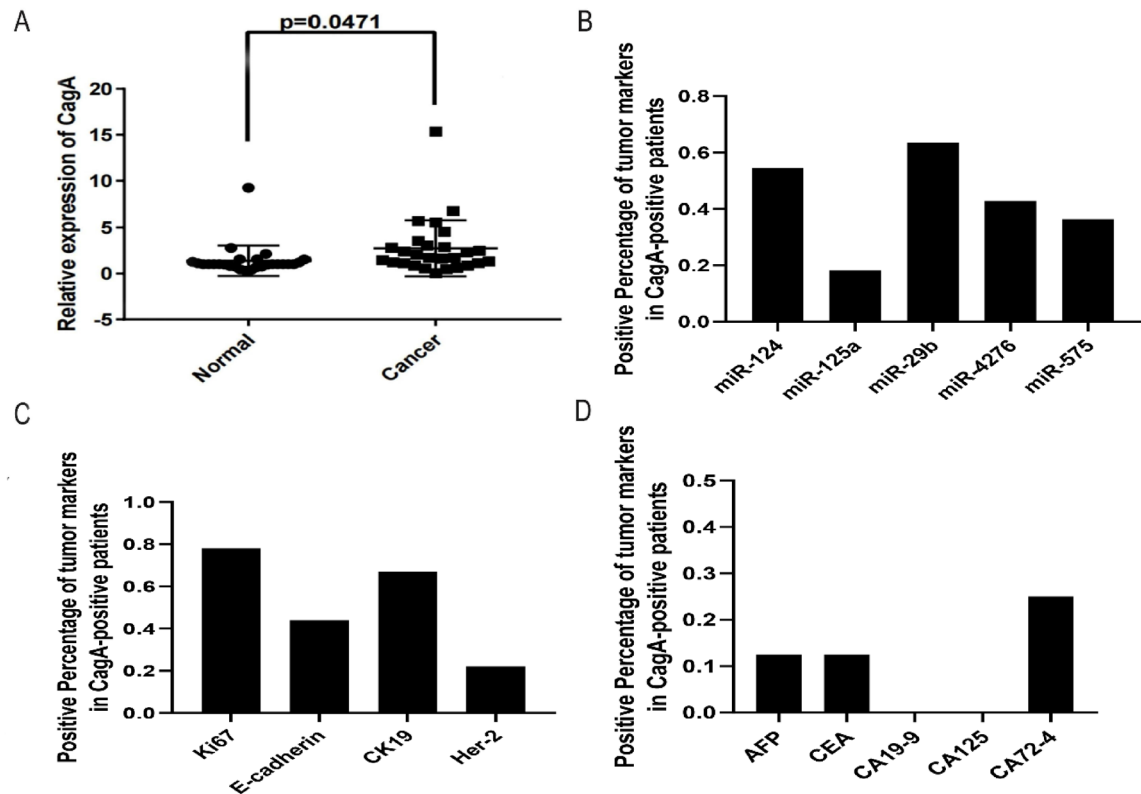 A
p=0.0471
Relative expression of CagA
20
15
10
5
0
-5
Normal
Cancer
B
Positive Percentage of tumor markers
in CagA-positive patients
0.8
0.6
0.4
0.2
0.0
miR-124
miR-125a
miR-29b
miR-4276
miR-575
C
Positive Percentage of tumor markers
in CagA-positive patients
1.0
0.8
0.6
0.4
0.2
0.0
Ki67
E-cadherin
CK19
Her-2
D
Positive Percentage of tumor markers
in CagA-positive patients
0.5
0.4
0.3
0.2
0.1
0.0
AFP
CEA
CA19-9
CA125
CA72-4